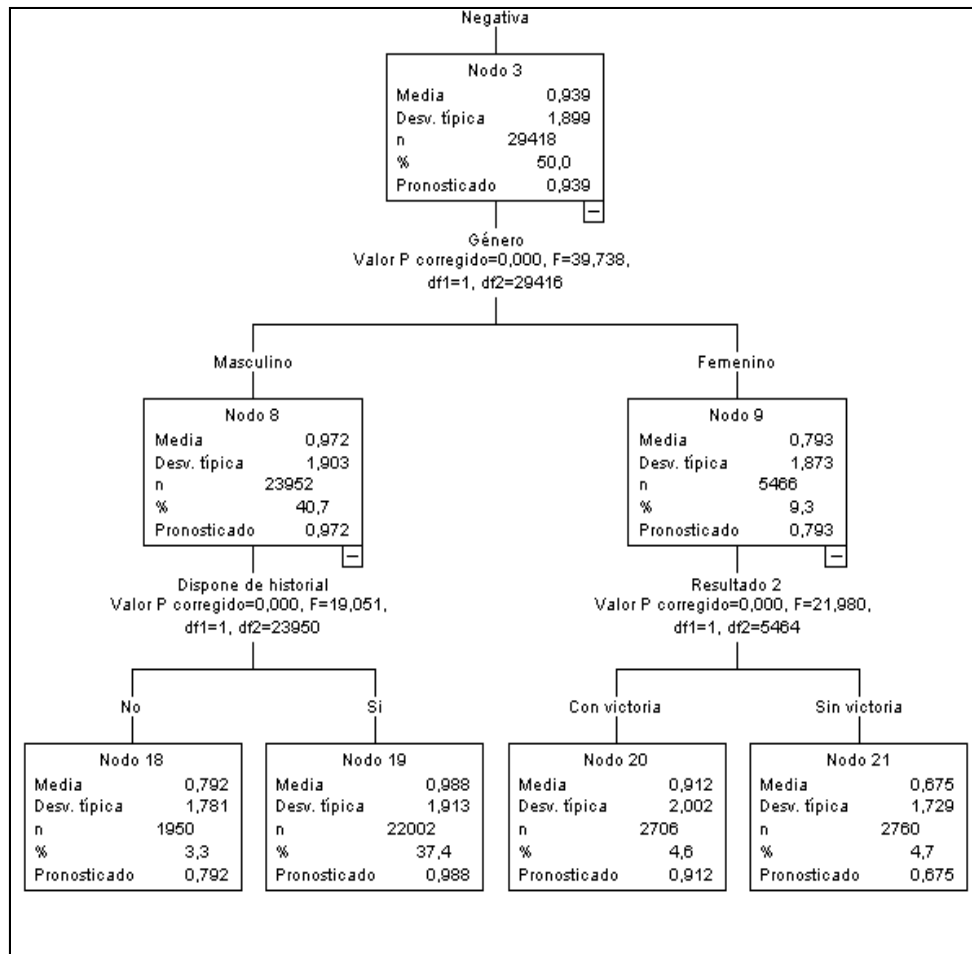 Negativa
Nodo 3
Media 0,939
Desv. típica 1,899
n 29418
% 50,0
Pronosticado 0,939
Género
Valor P corregido=0,000, F=39,738,
df1=1, df2=29416
Masculino Femenino
Nodo 8
Media 0,972
Desv. típica 1,903
n 23952
% 40,7
Pronosticado 0,972
Nodo 9
Media 0,793
Desv. típica 1,873
n 5466
% 9,3
Pronosticado 0,793
Dispone de historial
Valor P corregido=0,000, F=19,051,
df1=1, df2=23950
Resultado 2
Valor P corregido=0,000, F=21,980,
df1=1, df2=5464
No Si Con victoria Sin victoria
Nodo 18
Media 0,792
Desv. típica 1,781
n 1950
% 3,3
Pronosticado 0,792
Nodo 19
Media 0,988
Desv. típica 1,913
n 22002
% 37,4
Pronosticado 0,988
Nodo 20
Media 0,912
Desv. típica 2,002
n 2706
% 4,6
Pronosticado 0,912
Nodo 21
Media 0,675
Desv. típica 1,729
n 2760
% 4,7
Pronosticado 0,675